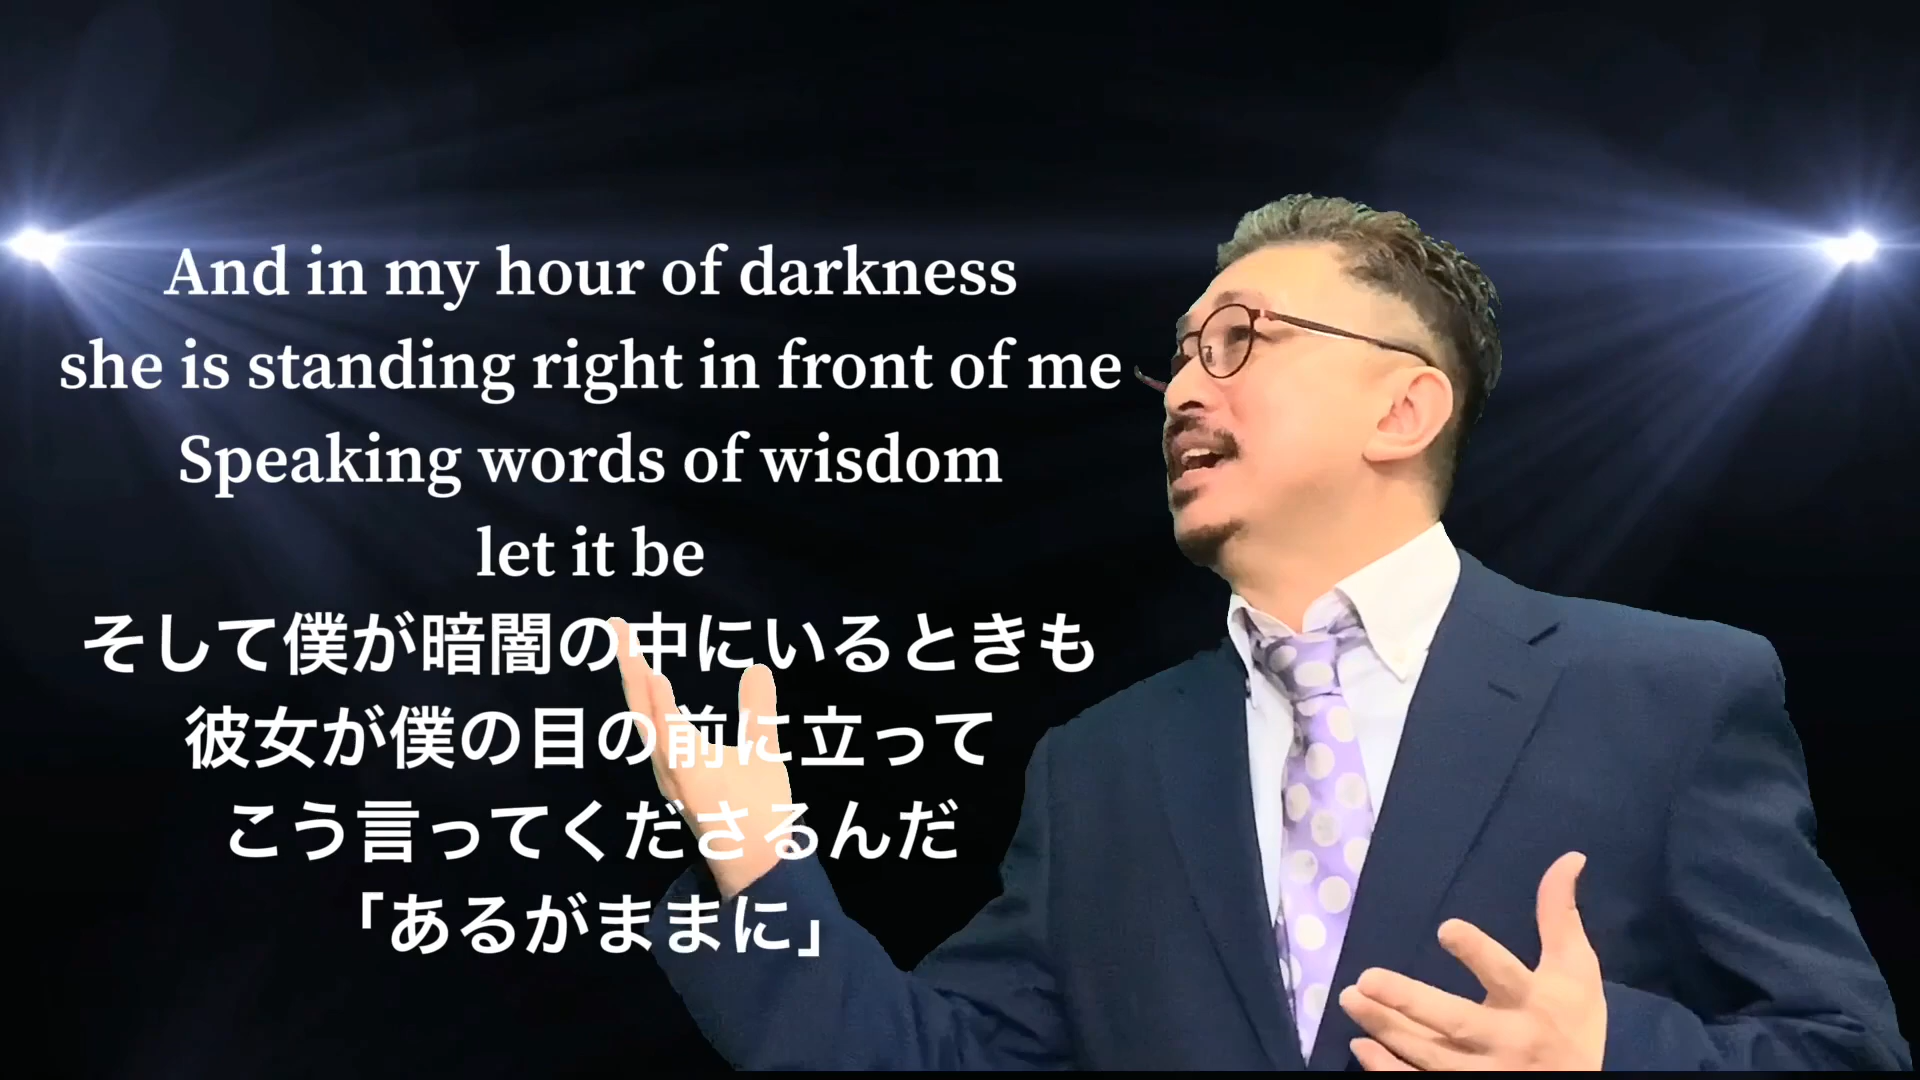 And in my hour of darkness
she is standing right in front of me
Speaking words of wisdom
let it be
そして僕が暗闇の中にいるときも
彼女が僕の目の前に立って
こう言ってくださるんだ
「あるがままに」